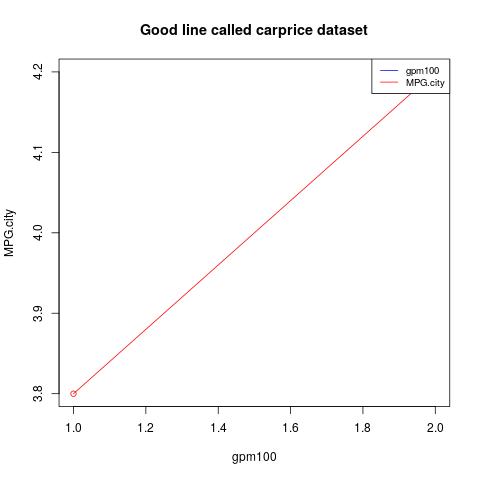 Good line called carprice dataset
gpm100
MPG.city
4.2
4.1
4.0
3.9
3.8
MPG.city
1.0 1.2 1.4 1.6 1.8 2.0
gpm100